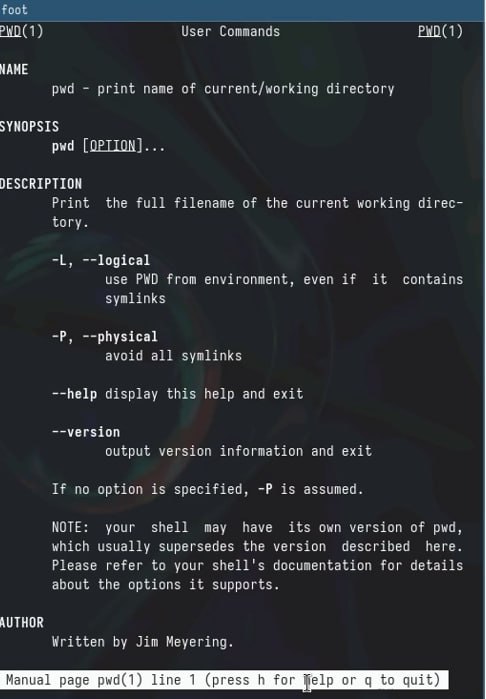 foot
PWD(1) User Commands PWD(1)
NAME
pwd - print name of current/working directory
SYNOPSIS
pwd [OPTION]...
DESCRIPTION
Print the full filename of the current working direc-
tory.
-L, --logical
use PWD from environment, even if it contains
symlinks
-P, --physical
avoid all symlinks
--help display this help and exit
--version
output version information and exit
If no option is specified, -P is assumed.
NOTE: your shell may have its own version of pwd,
which usually supersedes the version described here.
Please refer to your shell's documentation for details
about the options it supports.
AUTHOR
Written by Jim Meyering.
Manual page pwd(1) line 1 (press h for help or q to quit)